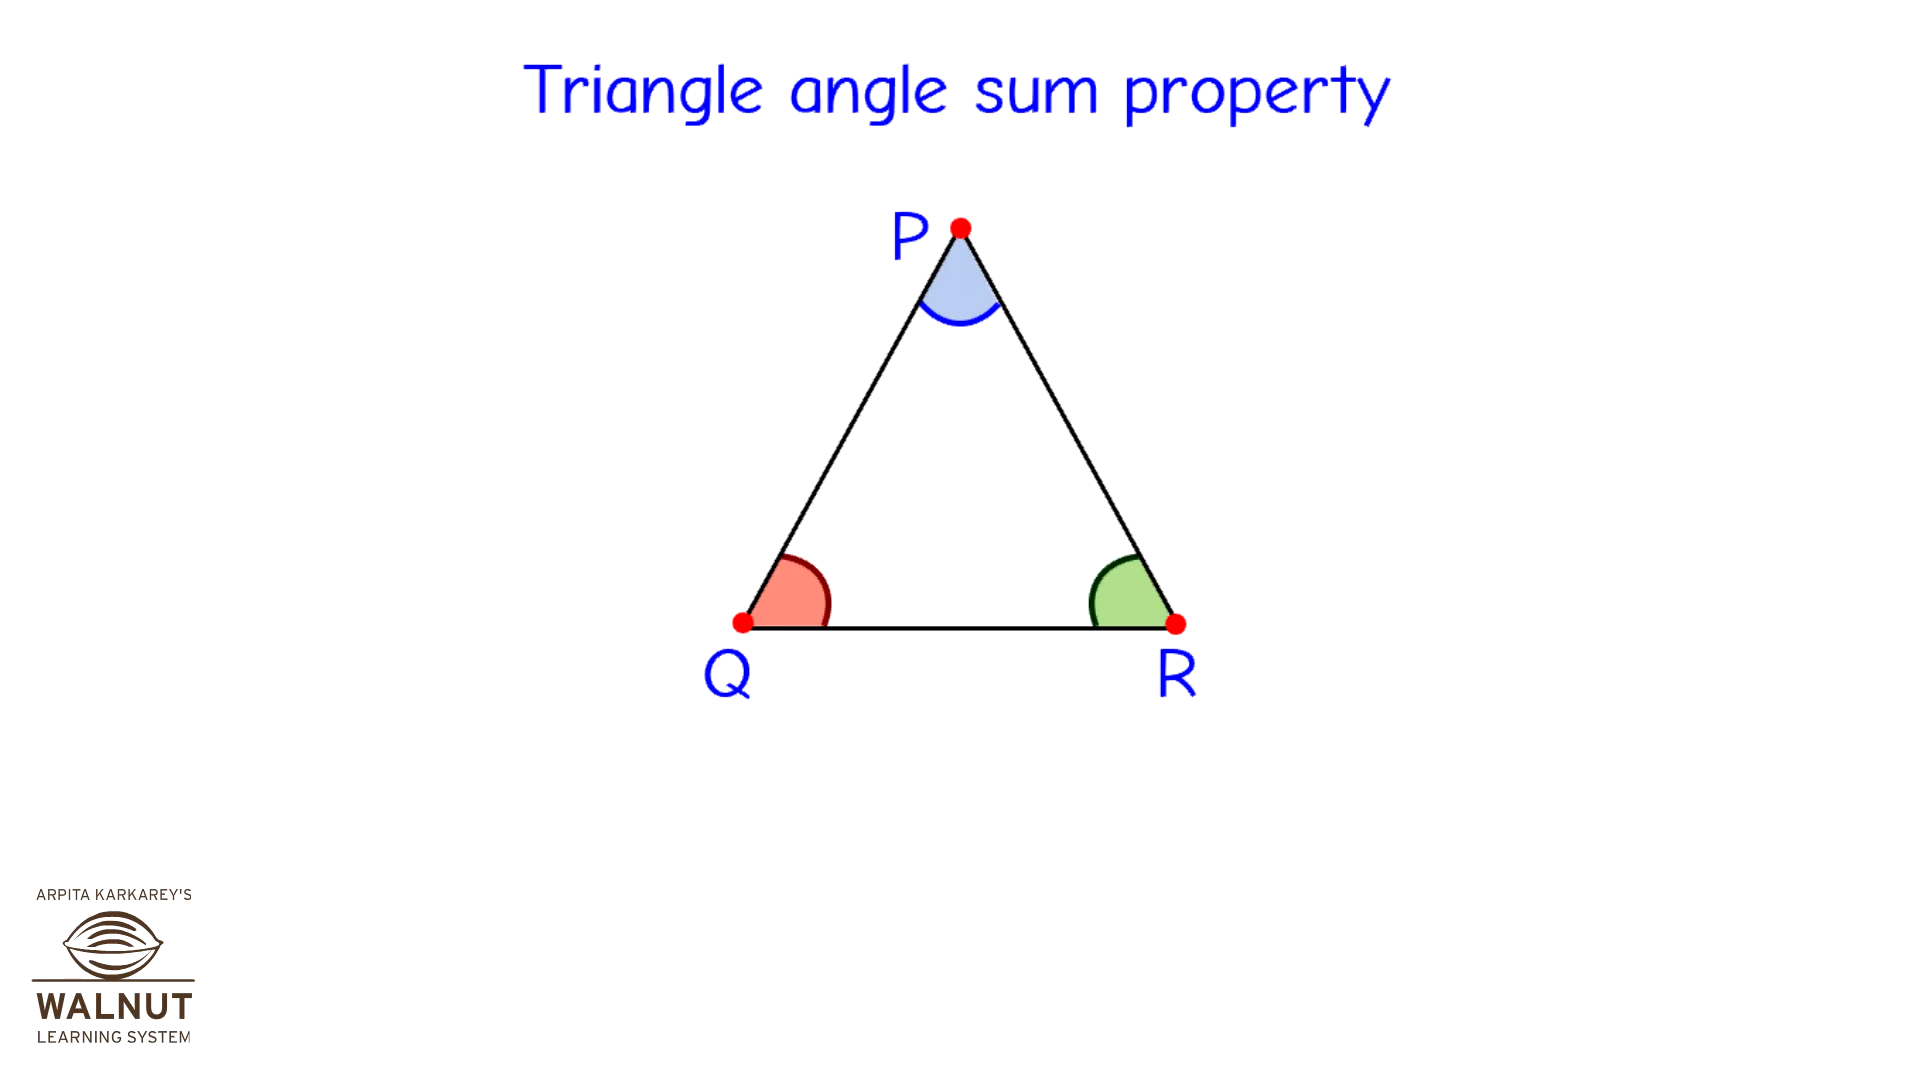 Triangle angle sum property
P
Q
R
ARPITA KARKAREY'S
WALNUT
LEARNING SYSTEM